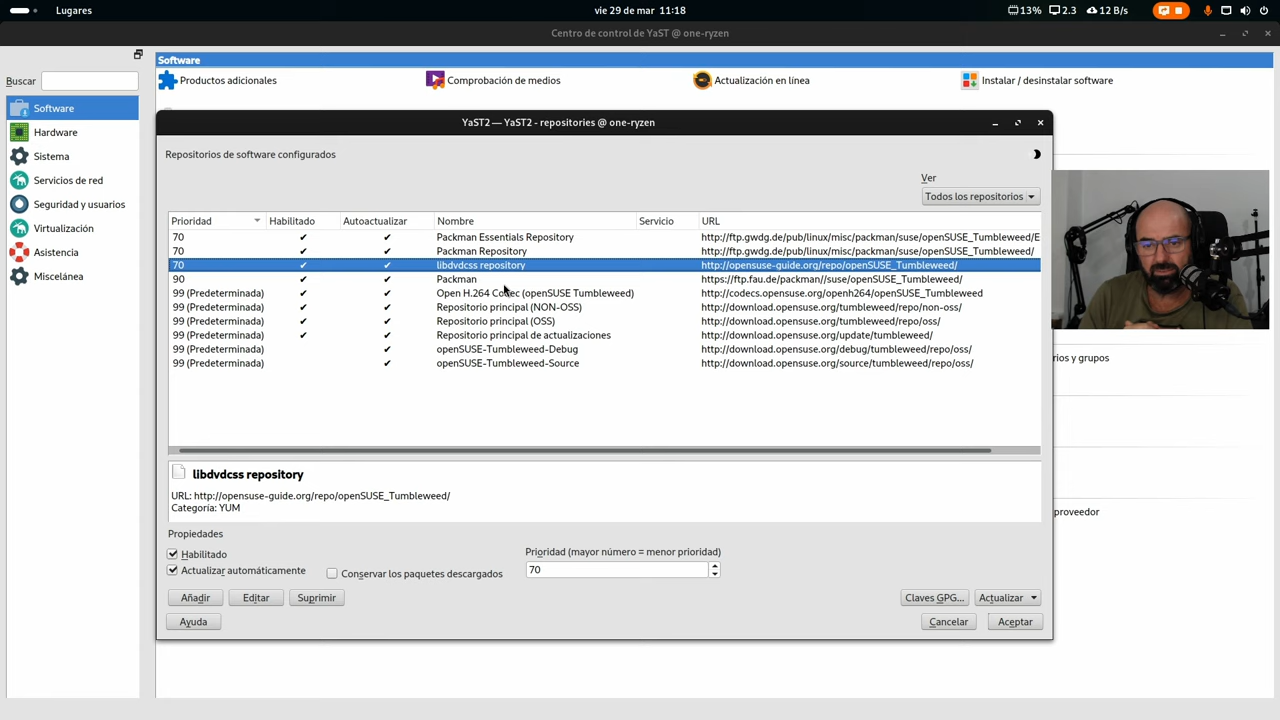 Lugares
vie 29 de mar 11:18
13% 2.3 12 B/s
Centro de control de YaST @ one-ryzen
Buscar
Software
Hardware
Sistema
Servicios de red
Seguridad y usuarios
Virtualización
Asistencia
Miscelánea
Software
Productos adicionales
Comprobación de medios
Actualización en línea
Instalar / desinstalar software
YaST2 — YaST2 - repositories @ one-ryzen
Repositorios de software configurados
Ver
Todos los repositorios
Prioridad Habilitado Autoactualizar Nombre Servicio URL
70 ✔ ✔ Packman Essentials Repository http://ftp.gwdg.de/pub/linux/misc/packman/suse/openSUSE_Tumbleweed/E
70 ✔ ✔ Packman Repository http://ftp.gwdg.de/pub/linux/misc/packman/suse/openSUSE_Tumbleweed/
70 ✔ ✔ libdvdcss repository http://opensuse-guide.org/repo/openSUSE_Tumbleweed/
90 ✔ ✔ Packman https://ftp.fau.de/packman//suse/openSUSE_Tumbleweed/
99 (Predeterminada) ✔ ✔ Open H.264 Codec (openSUSE Tumbleweed) http://codecs.opensuse.org/openh264/openSUSE_Tumbleweed
99 (Predeterminada) ✔ ✔ Repositorio principal (NON-OSS) http://download.opensuse.org/tumbleweed/repo/non-oss/
99 (Predeterminada) ✔ ✔ Repositorio principal (OSS) http://download.opensuse.org/tumbleweed/repo/oss/
99 (Predeterminada) ✔ ✔ Repositorio principal de actualizaciones http://download.opensuse.org/update/tumbleweed/
99 (Predeterminada) ✔ openSUSE-Tumbleweed-Debug http://download.opensuse.org/debug/tumbleweed/repo/oss/
99 (Predeterminada) ✔ openSUSE-Tumbleweed-Source http://download.opensuse.org/source/tumbleweed/repo/oss/
rios y grupos
proveedor
libdvdcss repository
URL: http://opensuse-guide.org/repo/openSUSE_Tumbleweed/
Categoría: YUM
Propiedades
Habilitado
Actualizar automáticamente
Conservar los paquetes descargados
Prioridad (mayor número = menor prioridad)
70
Añadir
Editar
Suprimir
Claves GPG...
Actualizar
Ayuda
Cancelar
Aceptar